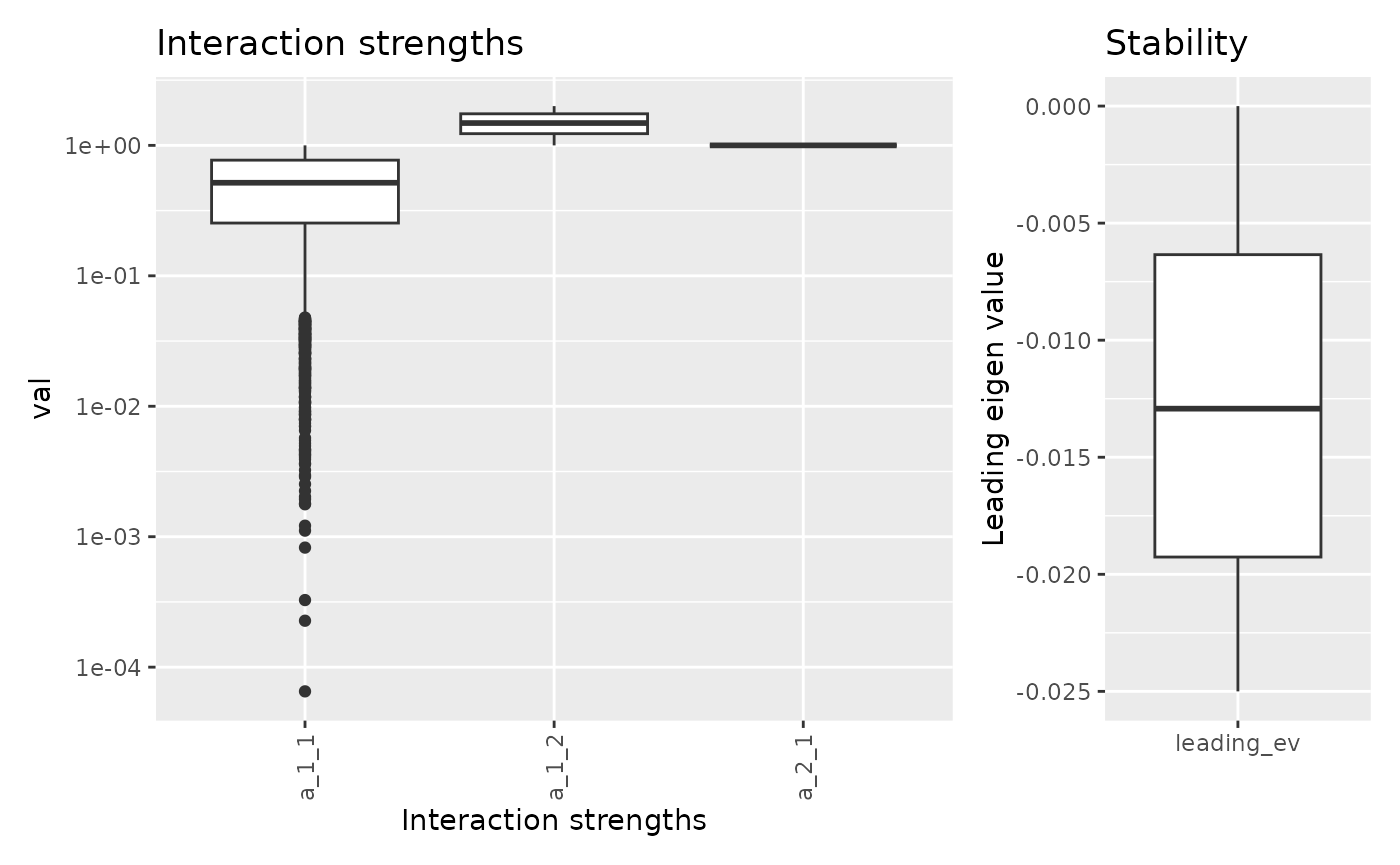 Interaction strengths
val
1e+00
1e-01
1e-02
1e-03
1e-04
a_1_1
a_1_2
a_2_1
Interaction strengths
Stability
Leading eigen value
0.000
-0.005
-0.010
-0.015
-0.020
-0.025
leading_ev